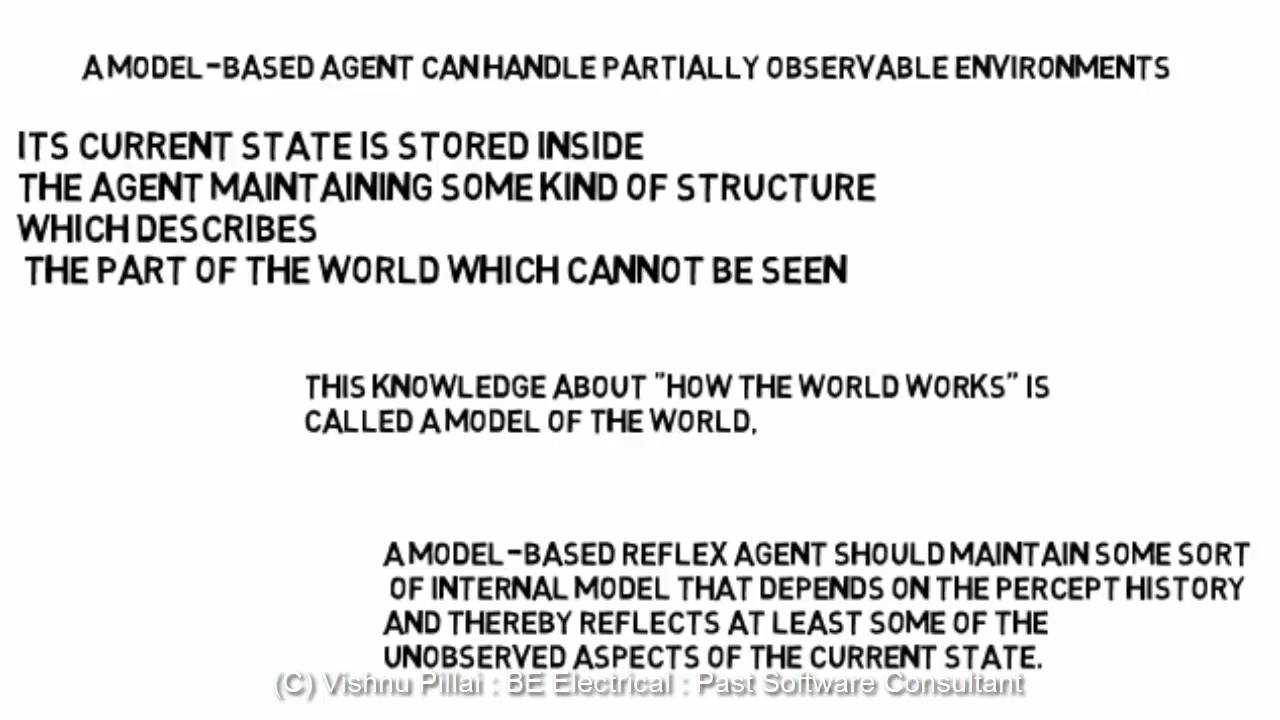 A MODEL-BASED AGENT CAN HANDLE PARTIALLY OBSERVABLE ENVIRONMENTS
ITS CURRENT STATE IS STORED INSIDE
THE AGENT MAINTAINING SOME KIND OF STRUCTURE
WHICH DESCRIBES
THE PART OF THE WORLD WHICH CANNOT BE SEEN
THIS KNOWLEDGE ABOUT "HOW THE WORLD WORKS" IS
CALLED A MODEL OF THE WORLD,
A MODEL-BASED REFLEX AGENT SHOULD MAINTAIN SOME SORT
OF INTERNAL MODEL THAT DEPENDS ON THE PERCEPT HISTORY
AND THEREBY REFLECTS AT LEAST SOME OF THE
UNOBSERVED ASPECTS OF THE CURRENT STATE.
(C) Vishnu Pillai : BE Electrical : Past Software Consultant